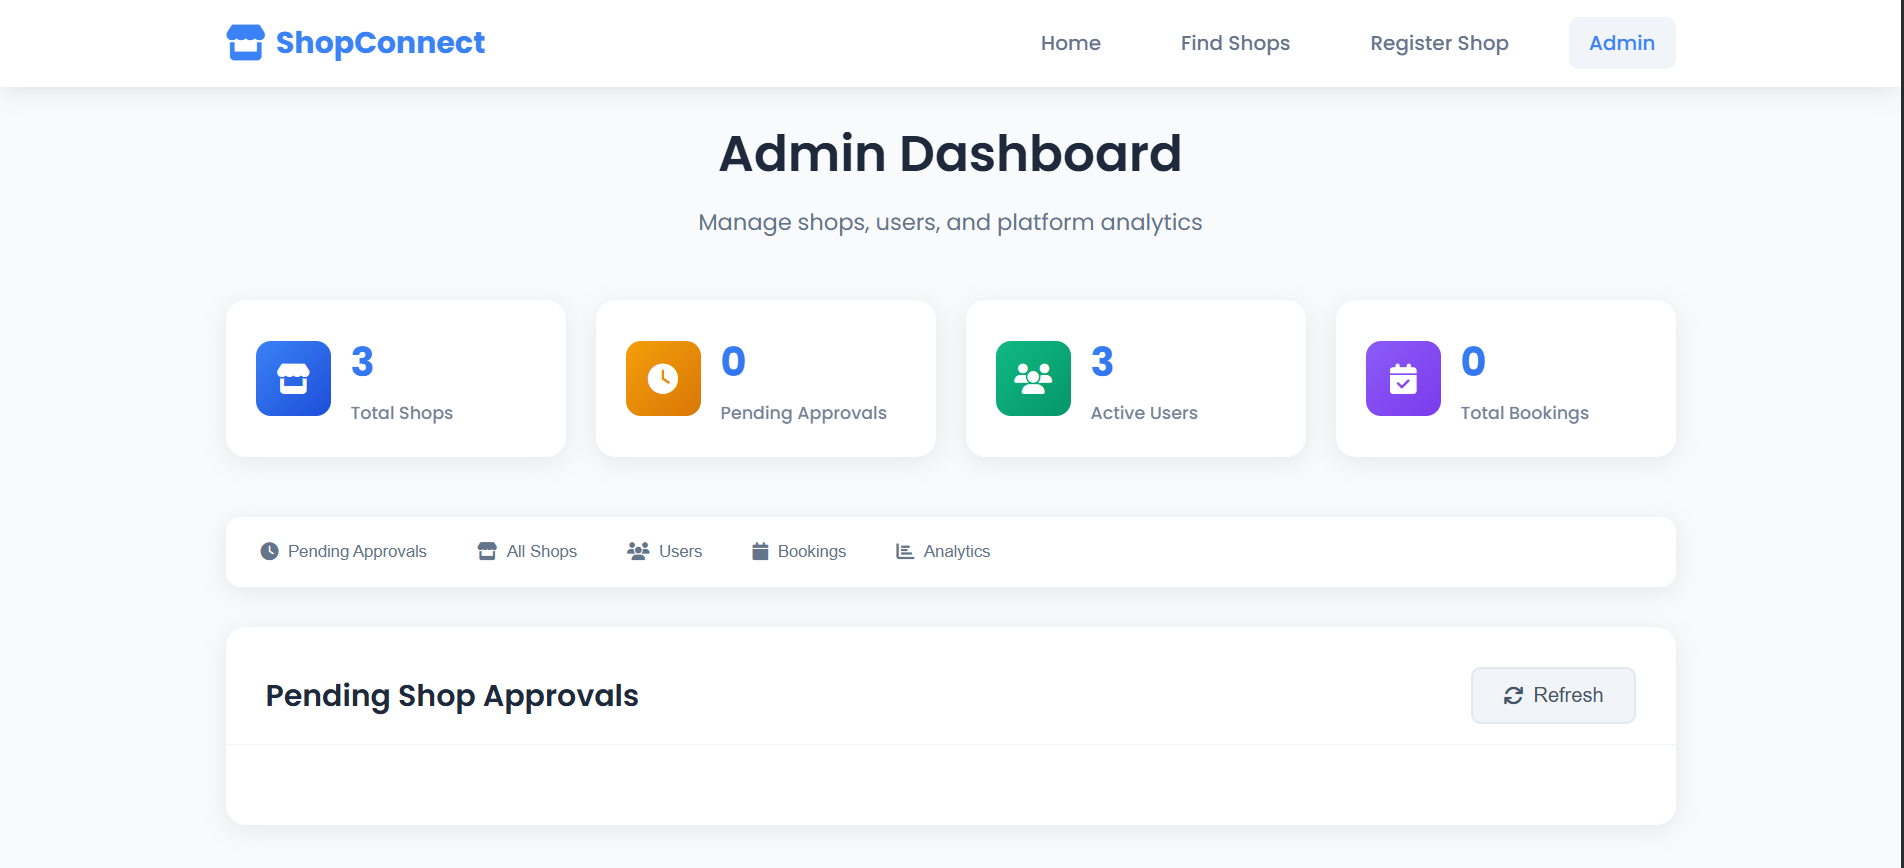 ShopConnect
Home Find Shops Register Shop Admin
Admin Dashboard
Manage shops, users, and platform analytics
3
Total Shops
0
Pending Approvals
3
Active Users
0
Total Bookings
Pending Approvals All Shops Users Bookings Analytics
Pending Shop Approvals
Refresh